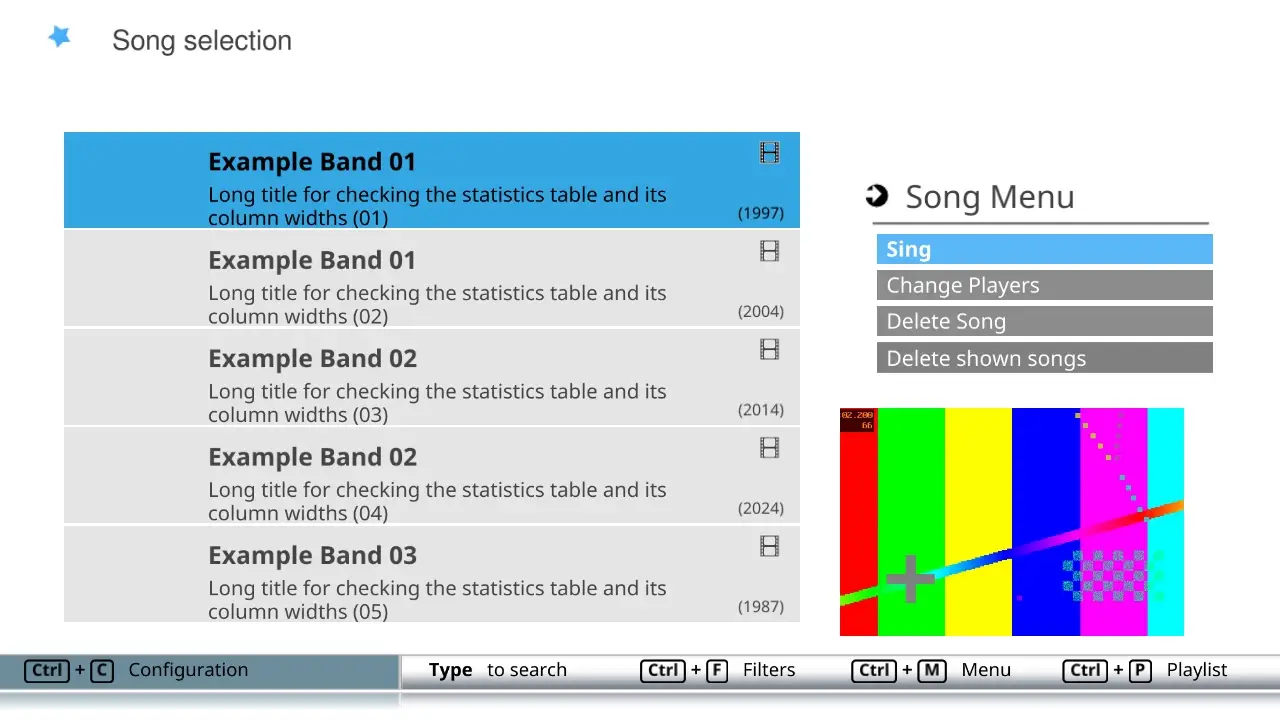 Song selection
Example Band 01
Long title for checking the statistics table and its
column widths (01)
(1997)
Example Band 01
Long title for checking the statistics table and its
column widths (02)
(2004)
Example Band 02
Long title for checking the statistics table and its
column widths (03)
(2014)
Example Band 02
Long title for checking the statistics table and its
column widths (04)
(2024)
Example Band 03
Long title for checking the statistics table and its
column widths (05)
(1987)
Song Menu
Sing
Change Players
Delete Song
Delete shown songs
02.200
66
Ctrl + C Configuration
Type to search
Ctrl + F Filters
Ctrl + M Menu
Ctrl + P Playlist